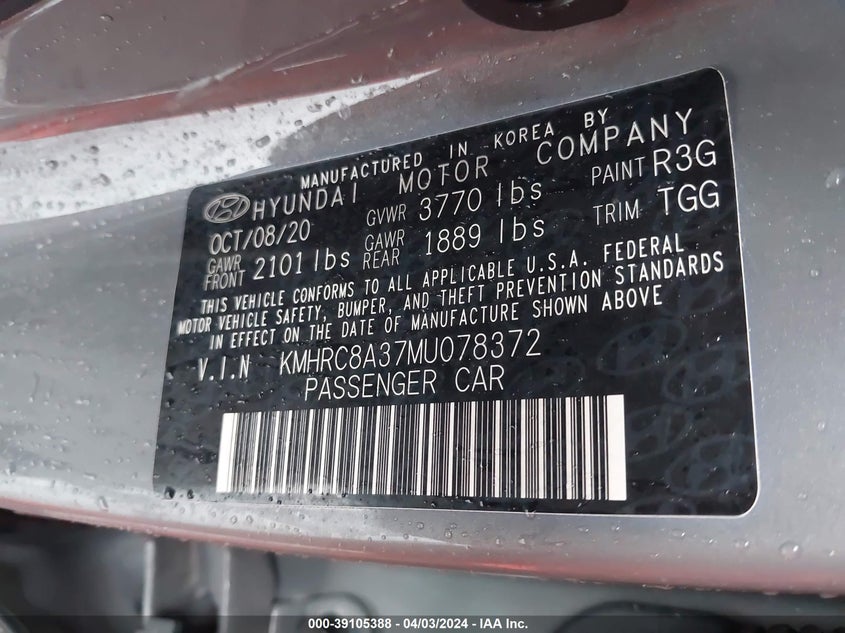 MANUFACTURED IN KOREA BY
HYUNDAI MOTOR COMPANY
OCT/08/20 GVWR 3770 lbs PAINT R3G
GAWR FRONT 2101 lbs GAWR REAR 1889 lbs TRIM TGG
THIS VEHICLE CONFORMS TO ALL APPLICABLE U.S.A. FEDERAL
MOTOR VEHICLE SAFETY, BUMPER, AND THEFT PREVENTION STANDARDS
IN EFFECT ON THE DATE OF MANUFACTURE SHOWN ABOVE
V.I.N KMHRC8A37MU078372
PASSENGER CAR
000-39105388 - 04/03/2024 - IAA Inc.